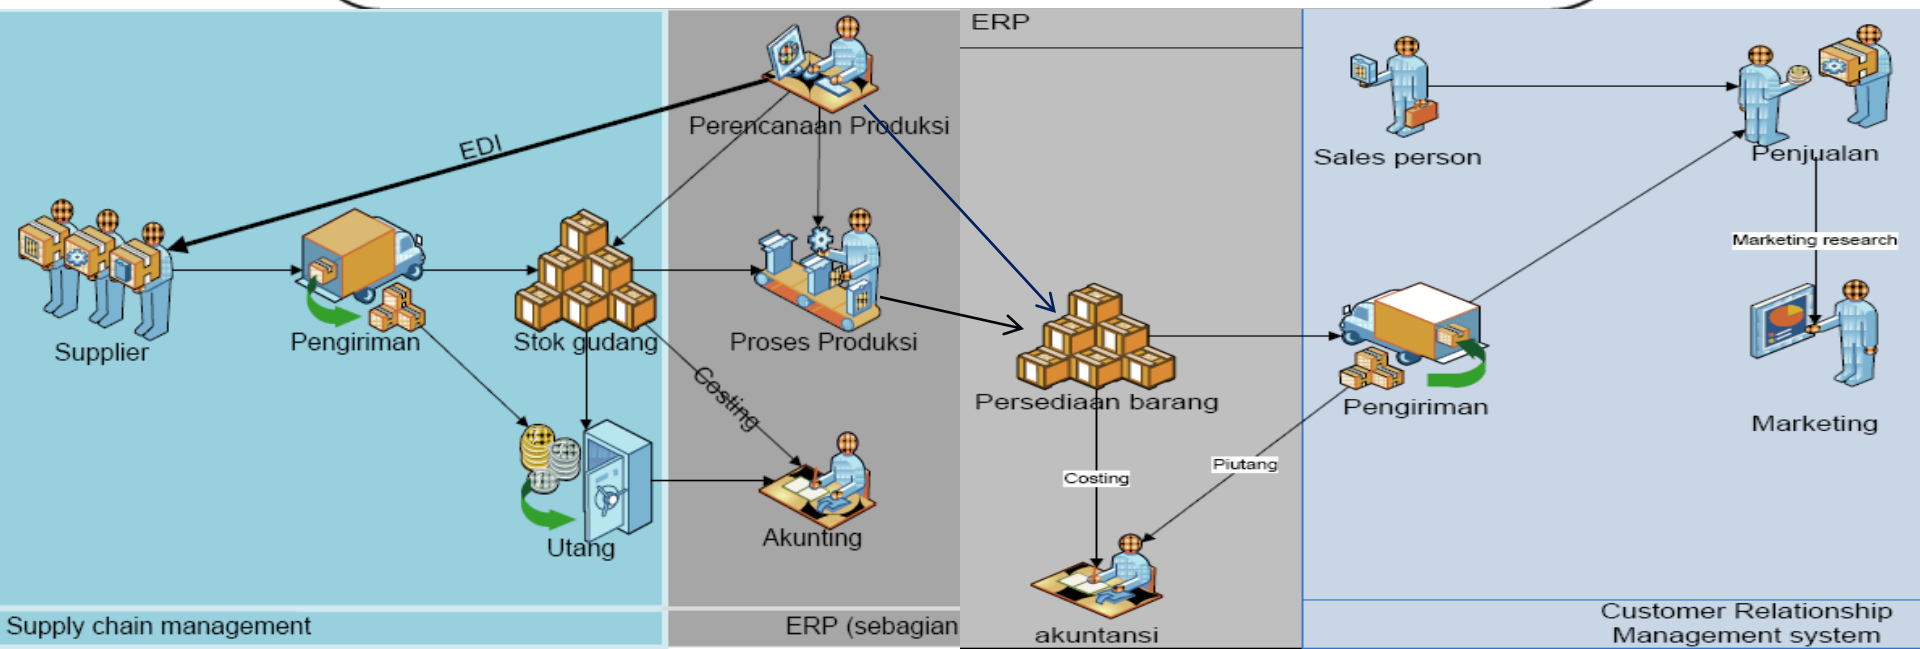 ERP
Perencanaan Produksi
EDI
Sales person
Penjualan
Marketing research
Supplier
Pengiriman
Stok gudang
Proses Produksi
Persediaan barang
Pengiriman
Marketing
Costing
Costing
Piutang
Utang
Akunting
akuntansi
Supply chain management
ERP (sebagian
Customer Relationship
Management system